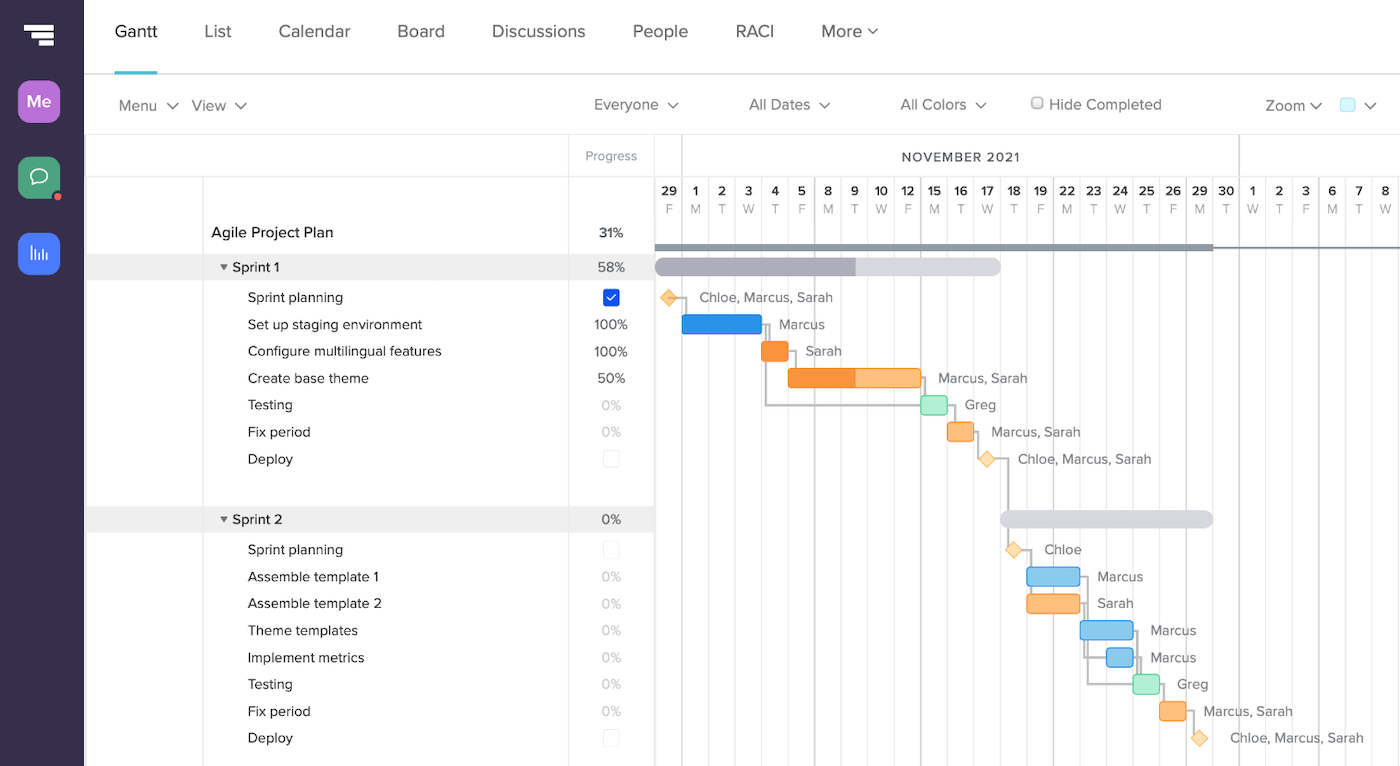 Gantt List Calendar Board Discussions People RACI More
Me
Menu View Everyone All Dates All Colors Hide Completed Zoom
Progress NOVEMBER 2021
29 1 2 3 4 5 8 9 10 12 15 16 17 18 19 22 23 24 25 26 29 30 1 2 3 6 7 8
F M T W T F M T W F M T W T F M T W T F M T W T F M T W
Agile Project Plan 31%
Sprint 1 58%
Sprint planning Chloe, Marcus, Sarah
Set up staging environment 100% Marcus
Configure multilingual features 100% Sarah
Create base theme 50% Marcus, Sarah
Testing 0% Greg
Fix period 0% Marcus, Sarah
Deploy Chloe, Marcus, Sarah
Sprint 2 0%
Sprint planning Chloe
Assemble template 1 0% Marcus
Assemble template 2 0% Sarah
Theme templates 0% Marcus
Implement metrics 0% Marcus
Testing 0% Greg
Fix period 0% Marcus, Sarah
Deploy Chloe, Marcus, Sarah